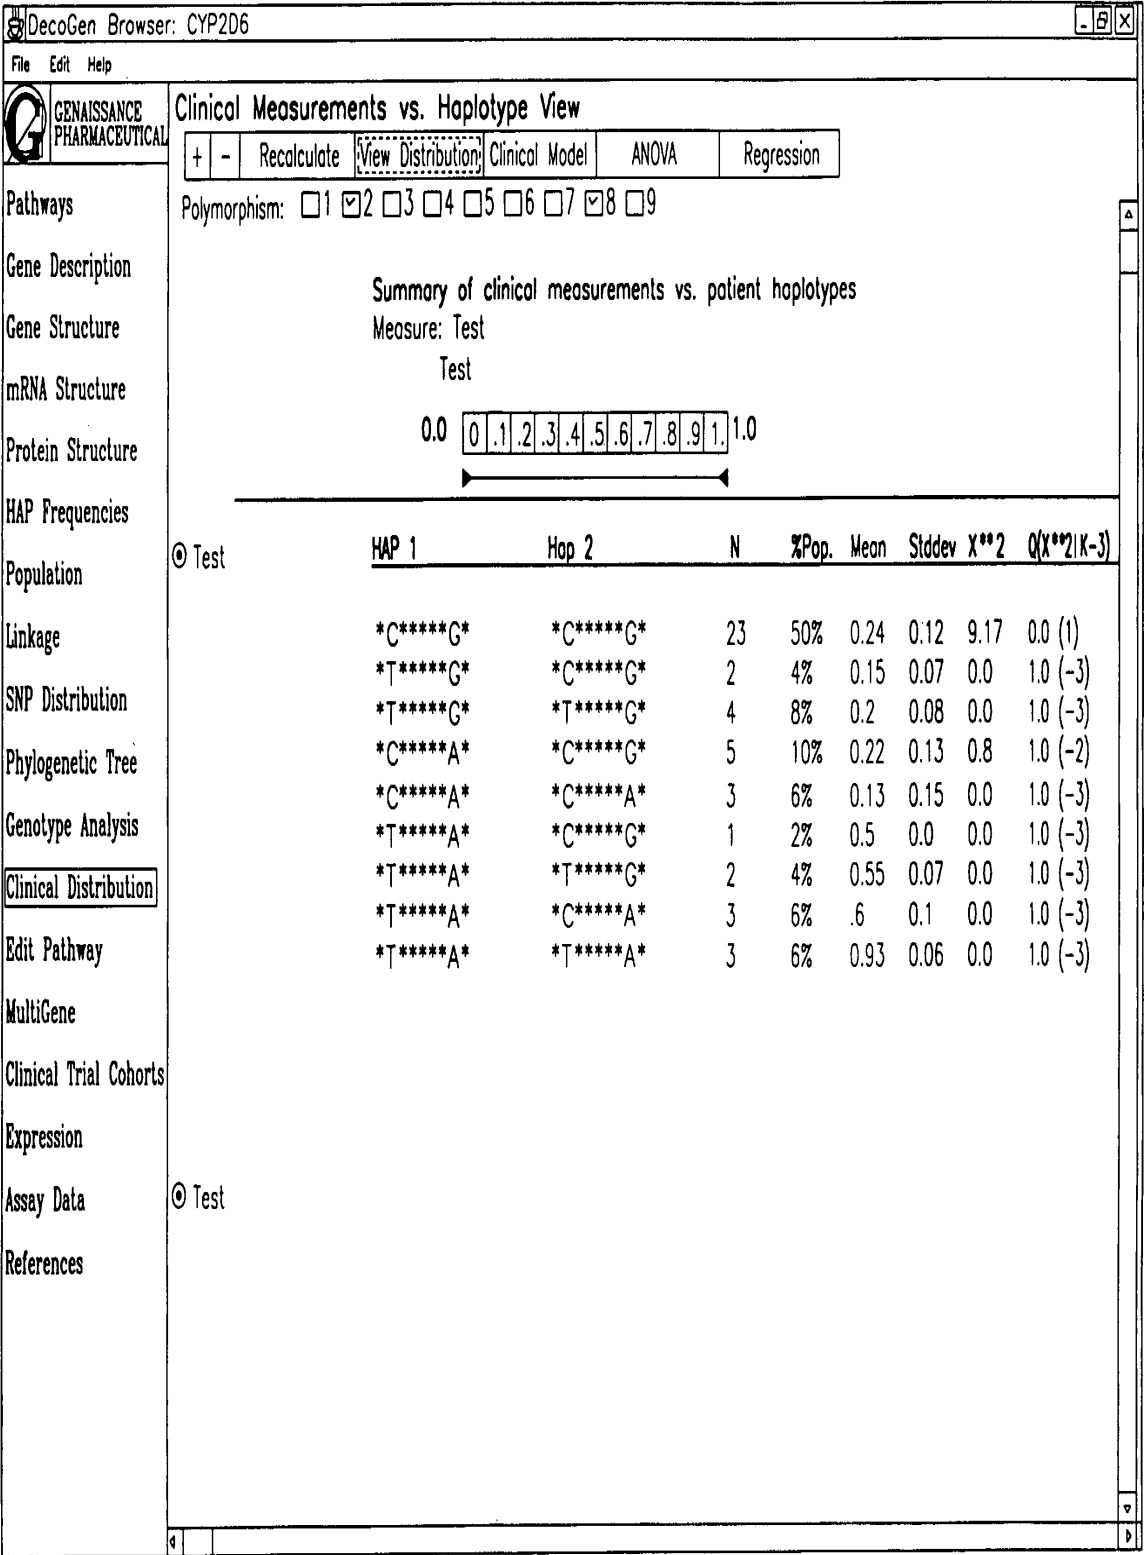 DecoGen Browser: CYP2D6
File Edit Help
GENAISSANCE
PHARMACEUTICAL
Clinical Measurements vs. Haplotype View
+ - Recalculate View Distribution Clinical Model ANOVA Regression
Polymorphism: 1 2 3 4 5 6 7 8 9
Pathways
Gene Description
Gene Structure
mRNA Structure
Protein Structure
HAP Frequencies
Population
Linkage
SNP Distribution
Phylogenetic Tree
Genotype Analysis
Clinical Distribution
Edit Pathway
MultiGene
Clinical Trial Cohorts
Expression
Assay Data
References
Summary of clinical measurements vs. patient haplotypes
Measure: Test
Test
0.0 0 .1 .2 .3 .4 .5 .6 .7 .8 .9 1. 1.0
Test
HAP 1 Hap 2 N %Pop. Mean Stddev X**2 Q(X**2|K-3)
*C*****G* *C*****G* 23 50% 0.24 0.12 9.17 0.0 (1)
*T*****G* *C*****G* 2 4% 0.15 0.07 0.0 1.0 (-3)
*T*****G* *T*****G* 4 8% 0.2 0.08 0.0 1.0 (-3)
*C*****A* *C*****G* 5 10% 0.22 0.13 0.8 1.0 (-2)
*C*****A* *C*****A* 3 6% 0.13 0.15 0.0 1.0 (-3)
*T*****A* *C*****G* 1 2% 0.5 0.0 0.0 1.0 (-3)
*T*****A* *T*****G* 2 4% 0.55 0.07 0.0 1.0 (-3)
*T*****A* *C*****A* 3 6% .6 0.1 0.0 1.0 (-3)
*T*****A* *T*****A* 3 6% 0.93 0.06 0.0 1.0 (-3)
Test